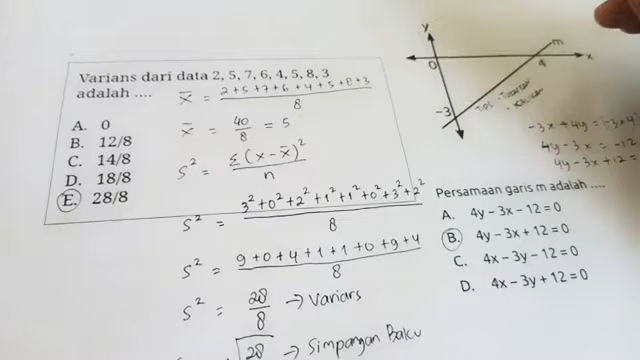 Varians dari data 2, 5, 7, 6, 4, 5, 8, 3
adalah ....
x̄ = 2+5+7+6+4+5+8+3 / 8
A. 0
B. 12/8
C. 14/8
D. 18/8
E. 28/8
x̄ = 40/8 = 5
S² = Σ(x-x̄)² / n
S² = 3²+0²+2²+1²+1²+0²+3²+2² / 8
S² = 9+0+4+1+1+0+9+4 / 8
S² = 28/8 → Varians
28 → Simpangan Baku
y
m
x
0
4
-3
-3x + 4y = -3×4
4y - 3x = -12
4y - 3x + 12 =
Persamaan garis m adalah ....
A. 4y - 3x - 12 = 0
B. 4y - 3x + 12 = 0
C. 4x - 3y - 12 = 0
D. 4x - 3y + 12 = 0